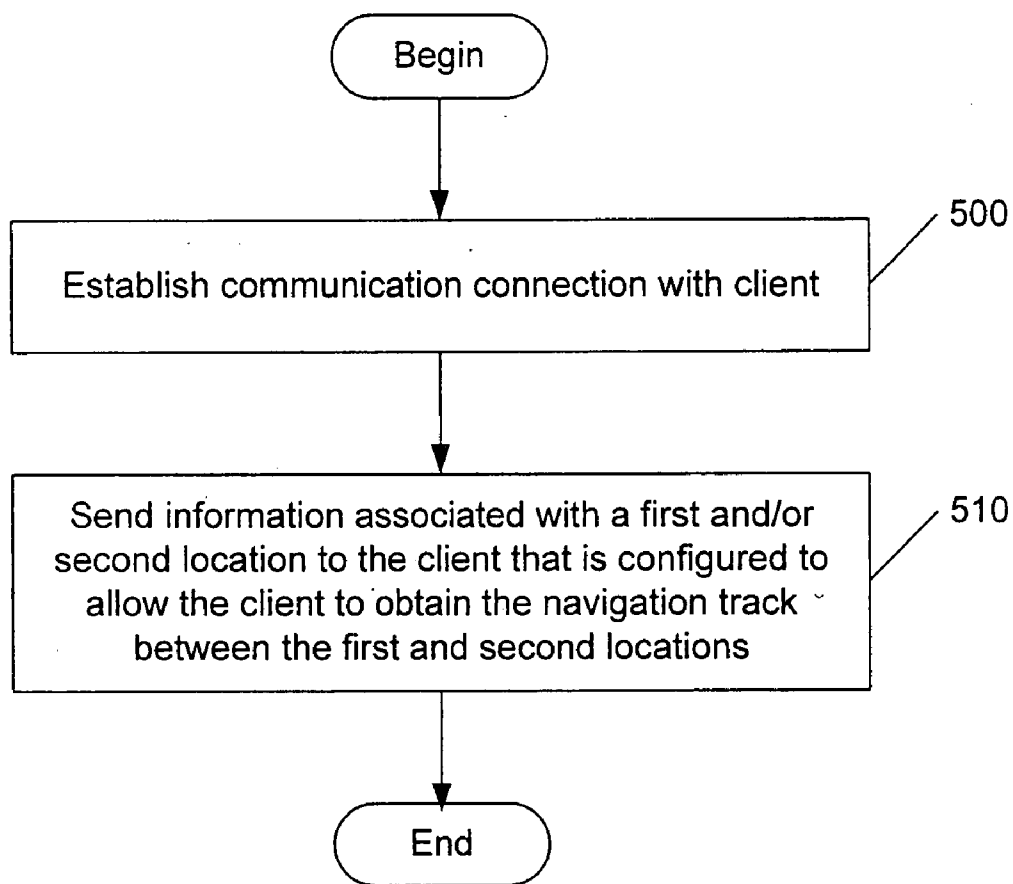 Begin
500
Establish communication connection with client
510
Send information associated with a first and/or
second location to the client that is configured to
allow the client to obtain the navigation track
between the first and second locations
End